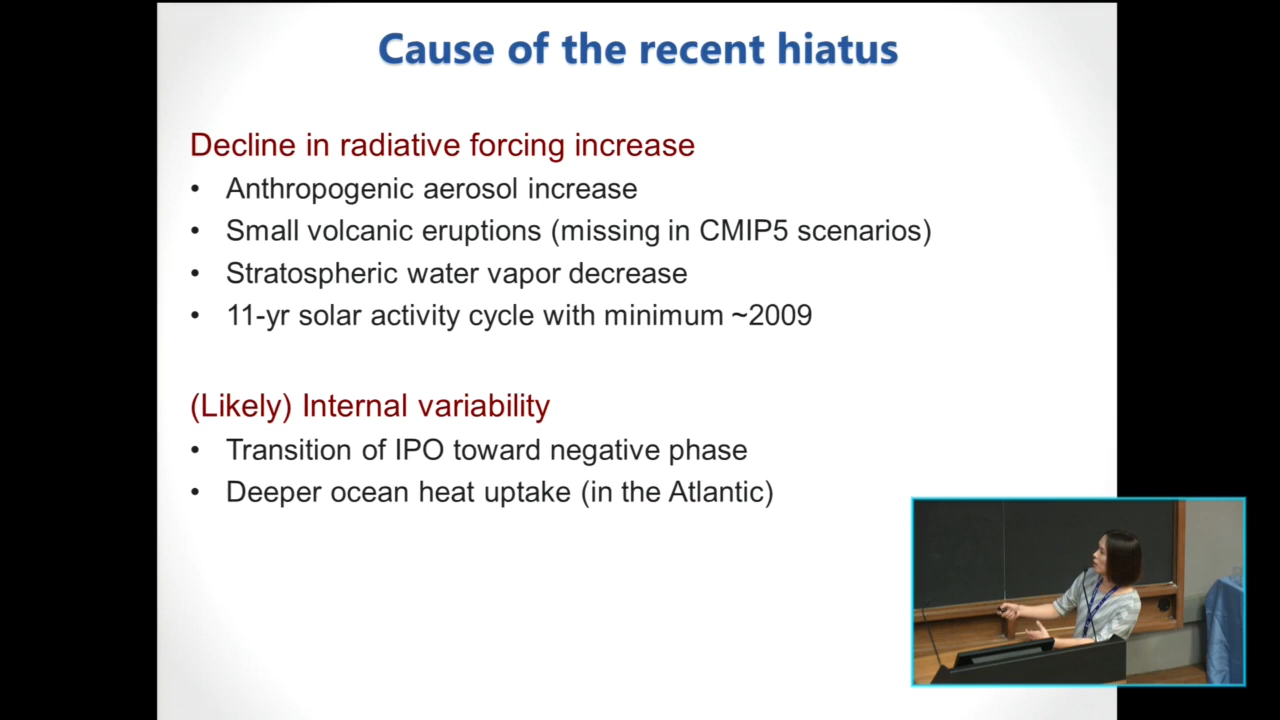 Cause of the recent hiatus
Decline in radiative forcing increase
• Anthropogenic aerosol increase
• Small volcanic eruptions (missing in CMIP5 scenarios)
• Stratospheric water vapor decrease
• 11-yr solar activity cycle with minimum ~2009
(Likely) Internal variability
• Transition of IPO toward negative phase
• Deeper ocean heat uptake (in the Atlantic)